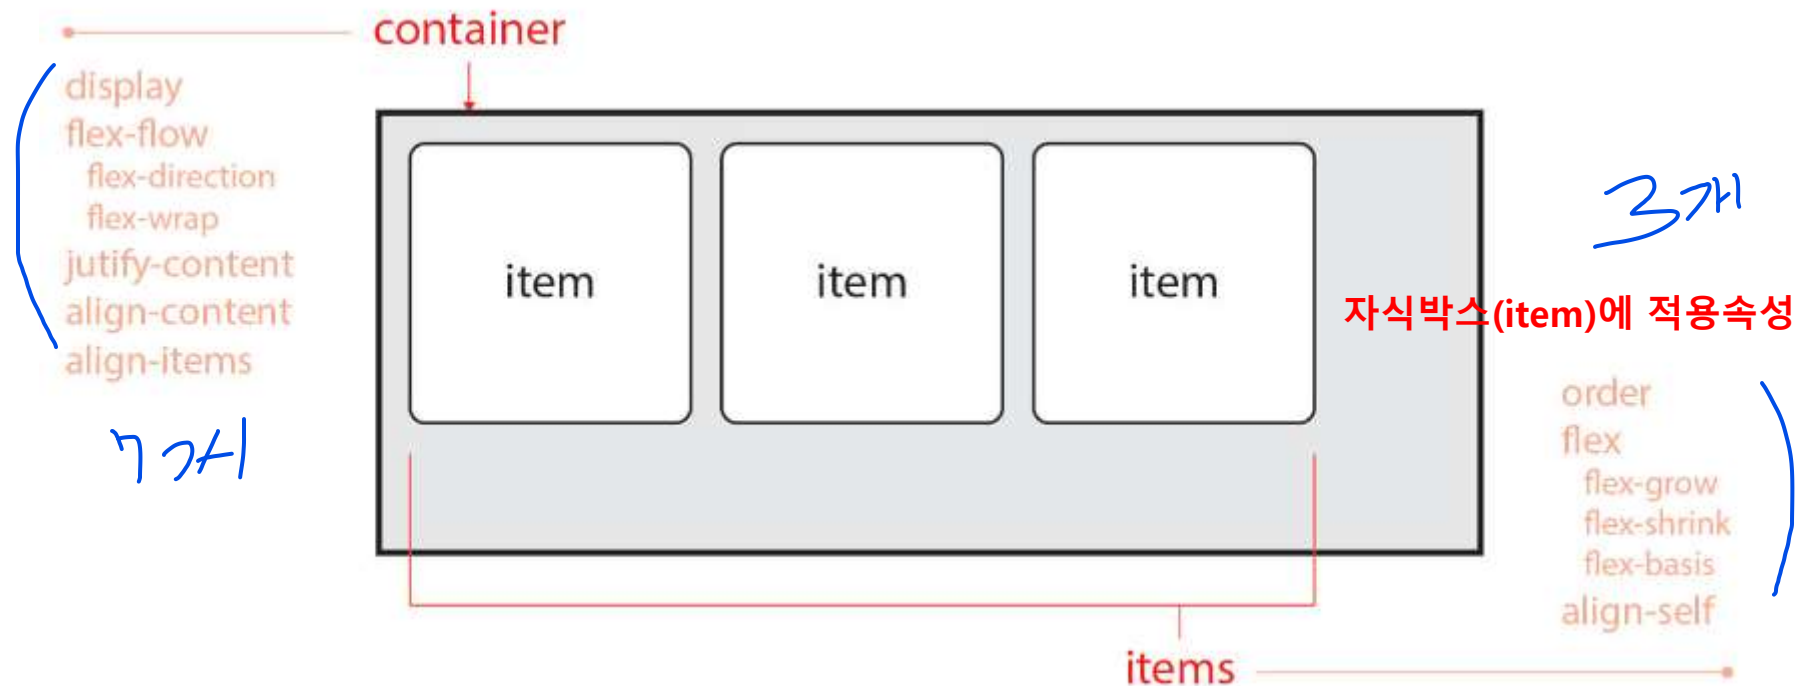 container
display
flex-flow
flex-direction
flex-wrap
jutify-content
align-content
align-items
7개
item
item
item
3개
자식박스(item)에 적용속성
order
flex
flex-grow
flex-shrink
flex-basis
align-self
items